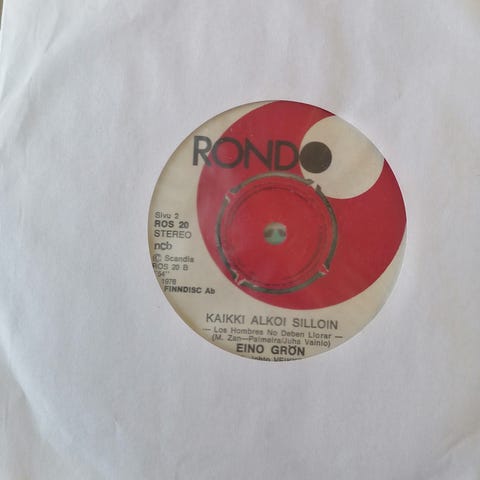 RONDO
Sivu 2
ROS 20
STEREO
ncb
Ⓟ Scandia
ROS 20 B
'54"
1976
FINNDISC Ab
KAIKKI ALKOI SILLOIN
— Los Hombres No Deben Llorar —
(M. Zan—Palmeira/Juha Vainio)
EINO GRÖN